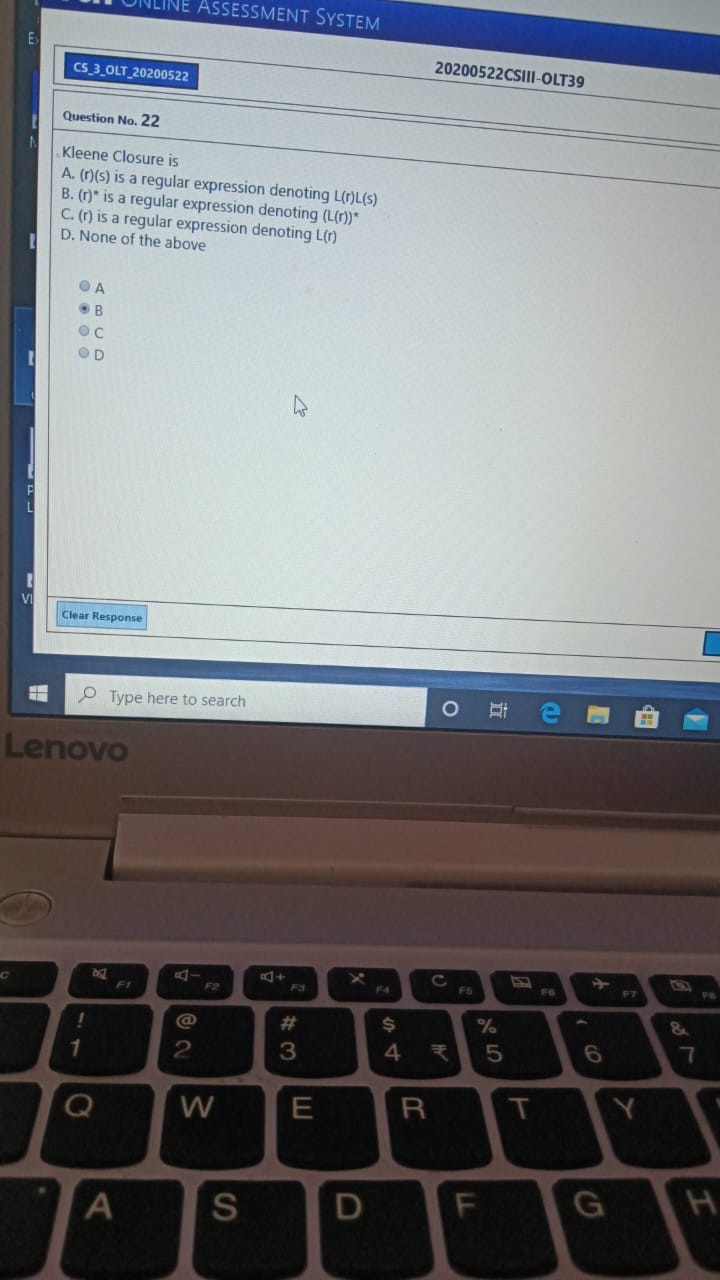 ONLINE ASSESSMENT SYSTEM
CS_3_OLT_20200522
20200522CSIII-OLT39
Question No. 22
Kleene Closure is
A. (r)(s) is a regular expression denoting L(r)L(s)
B. (r)* is a regular expression denoting (L(r))*
C. (r) is a regular expression denoting L(r)
D. None of the above
A
B
C
D
Clear Response
Type here to search
Lenovo
F1 F2 F3 F4 F5 F6 F7
! @ # $ % ^ &
1 2 3 4 ₹ 5 6 7
Q W E R T Y
A S D F G H